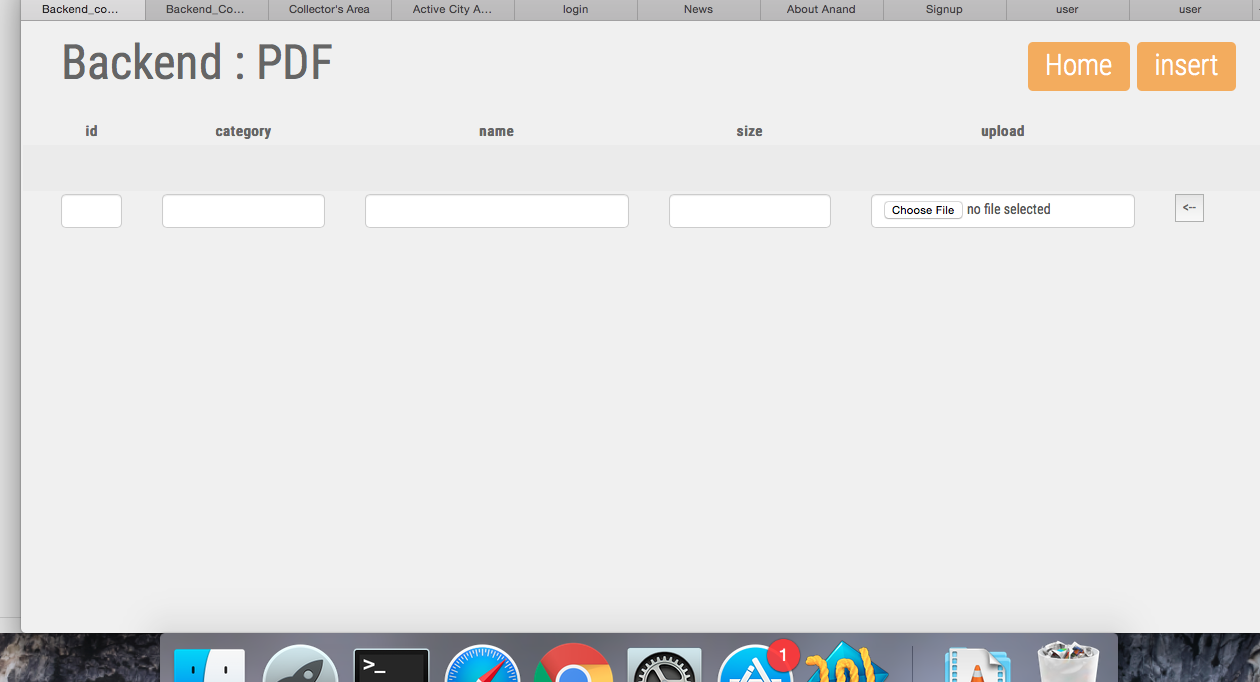 Backend_co... Backend_Co... Collector's Area Active City A... login News About Anand Signup user user
Backend : PDF Home insert
id category name size upload
Choose File no file selected <--
>_
1